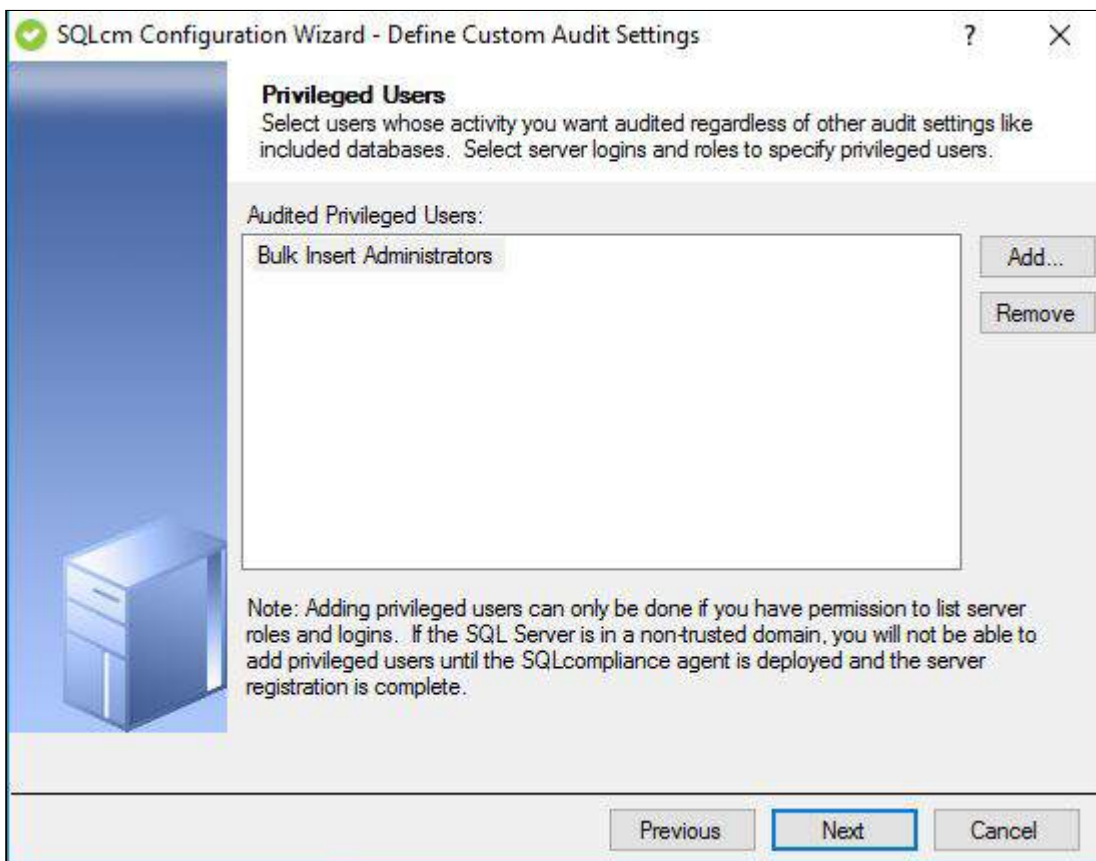 SQLcm Configuration Wizard - Define Custom Audit Settings ? ×
Privileged Users
Select users whose activity you want audited regardless of other audit settings like
included databases. Select server logins and roles to specify privileged users.
Audited Privileged Users:
Bulk Insert Administrators
Add...
Remove
Note: Adding privileged users can only be done if you have permission to list server
roles and logins. If the SQL Server is in a non-trusted domain, you will not be able to
add privileged users until the SQLcompliance agent is deployed and the server
registration is complete.
Previous Next Cancel